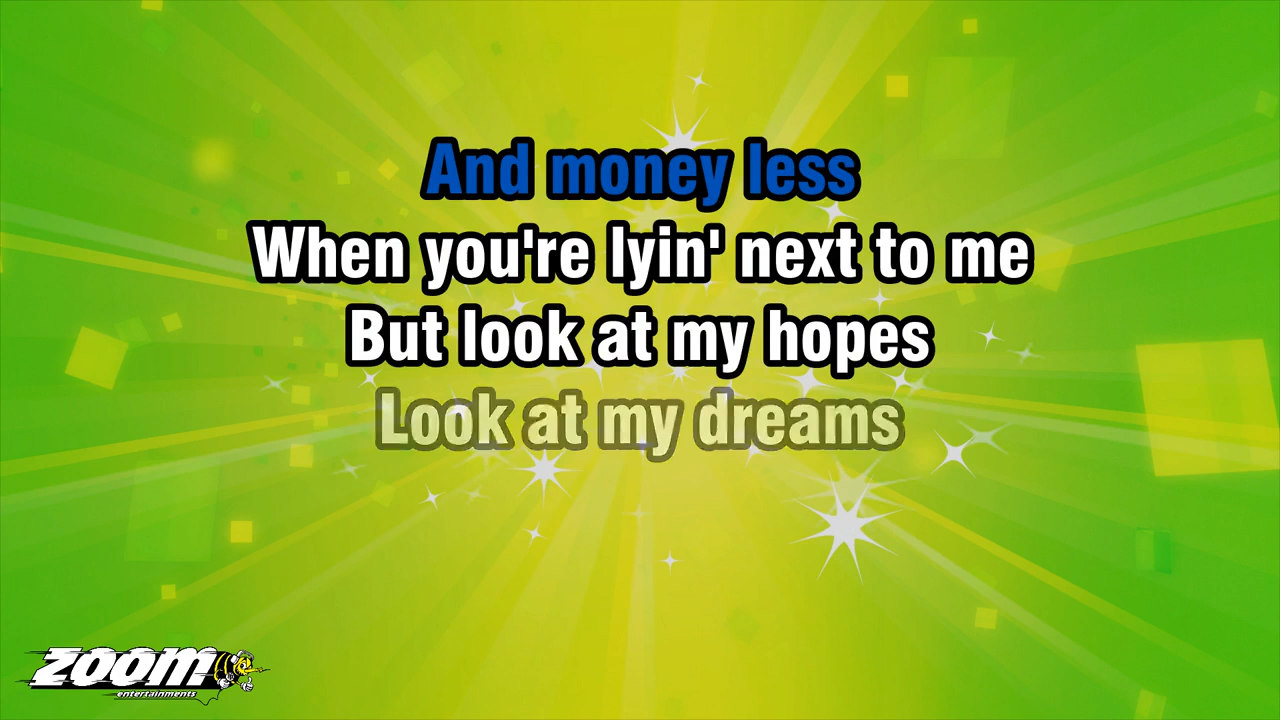 And money less
When you're lyin' next to me
But look at my hopes
Look at my dreams
ZOOM
entertainments